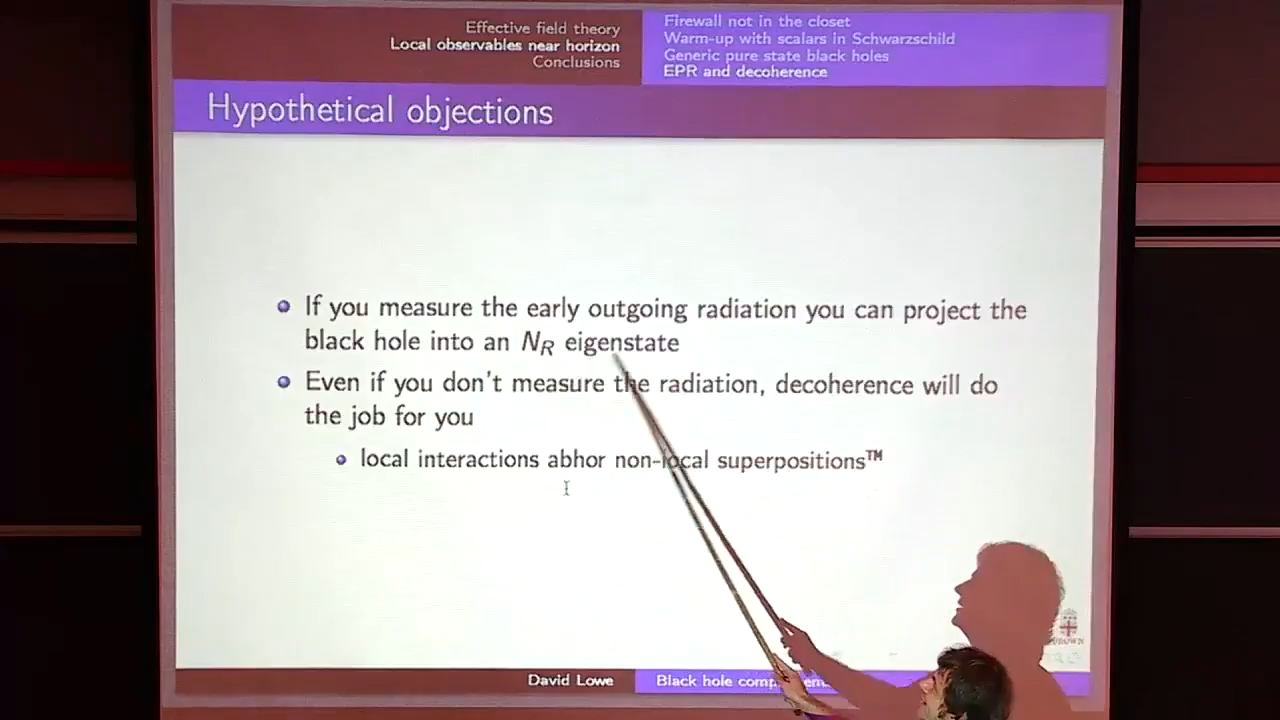 Effective field theory
Local observables near horizon
Conclusions
Firewall not in the closet
Warm-up with scalars in Schwarzschild
Generic pure state black holes
EPR and decoherence
Hypothetical objections
If you measure the early outgoing radiation you can project the
black hole into an N_R eigenstate
Even if you don't measure the radiation, decoherence will do
the job for you
local interactions abhor non-local superpositions™
David Lowe
Black hole